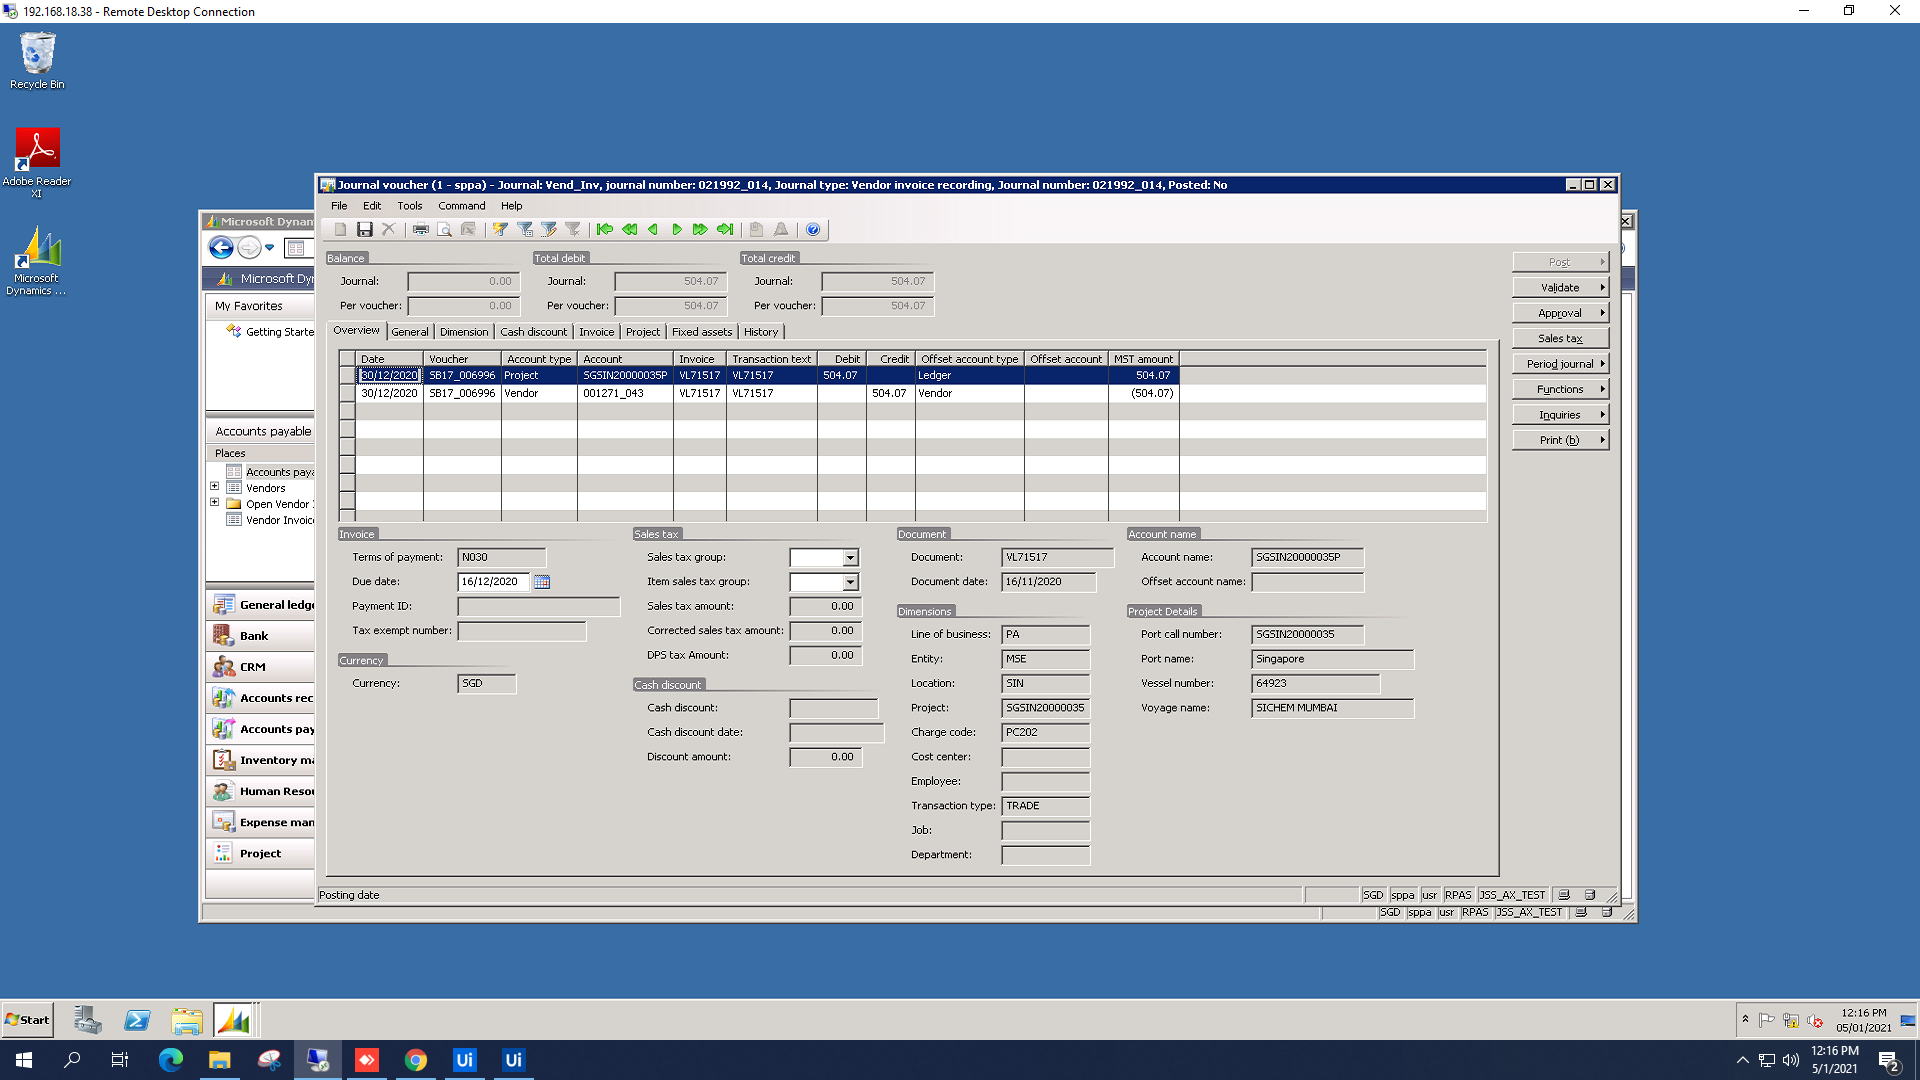 192.168.18.38 - Remote Desktop Connection
Recycle Bin
Adobe Reader
XI
Microsoft
Dynamics ...
Microsoft Dynam
Microsoft Dyr
My Favorites
Getting Starte
Accounts payable
Places
Accounts paya
Vendors
Open Vendor
Vendor Invoic
General ledge
Bank
CRM
Accounts rec
Accounts pay
Inventory ma
Human Resou
Expense man
Project
Journal voucher (1 - sppa) - Journal: Vend_Inv, journal number: 021992_014, Journal type: Vendor invoice recording, Journal number: 021992_014, Posted: No
File Edit Tools Command Help
Balance Total debit Total credit
Journal: 0.00 Journal: 504.07 Journal: 504.07
Per voucher: 0.00 Per voucher: 504.07 Per voucher: 504.07
Overview General Dimension Cash discount Invoice Project Fixed assets History
Date Voucher Account type Account Invoice Transaction text Debit Credit Offset account type Offset account MST amount
30/12/2020 SB17_006996 Project SGSIN20000035P VL71517 VL71517 504.07 Ledger 504.07
30/12/2020 SB17_006996 Vendor 001271_043 VL71517 VL71517 504.07 Vendor (504.07)
Post
Validate
Approval
Sales tax
Period journal
Functions
Inquiries
Print (b)
Invoice
Terms of payment: N030
Due date: 16/12/2020
Payment ID:
Tax exempt number:
Currency
Currency: SGD
Sales tax
Sales tax group:
Item sales tax group:
Sales tax amount: 0.00
Corrected sales tax amount: 0.00
DPS tax Amount: 0.00
Cash discount
Cash discount:
Cash discount date:
Discount amount: 0.00
Document
Document: VL71517
Document date: 16/11/2020
Dimensions
Line of business: PA
Entity: MSE
Location: SIN
Project: SGSIN20000035
Charge code: PC202
Cost center:
Employee:
Transaction type: TRADE
Job:
Department:
Account name
Account name: SGSIN20000035P
Offset account name:
Project Details
Port call number: SGSIN20000035
Port name: Singapore
Vessel number: 64923
Voyage name: SICHEM MUMBAI
Posting date SGD sppa usr RPAS JSS_AX_TEST
SGD sppa usr RPAS JSS_AX_TEST
Start
12:16 PM
05/01/2021
Ui Ui
12:16 PM
5/1/2021
2